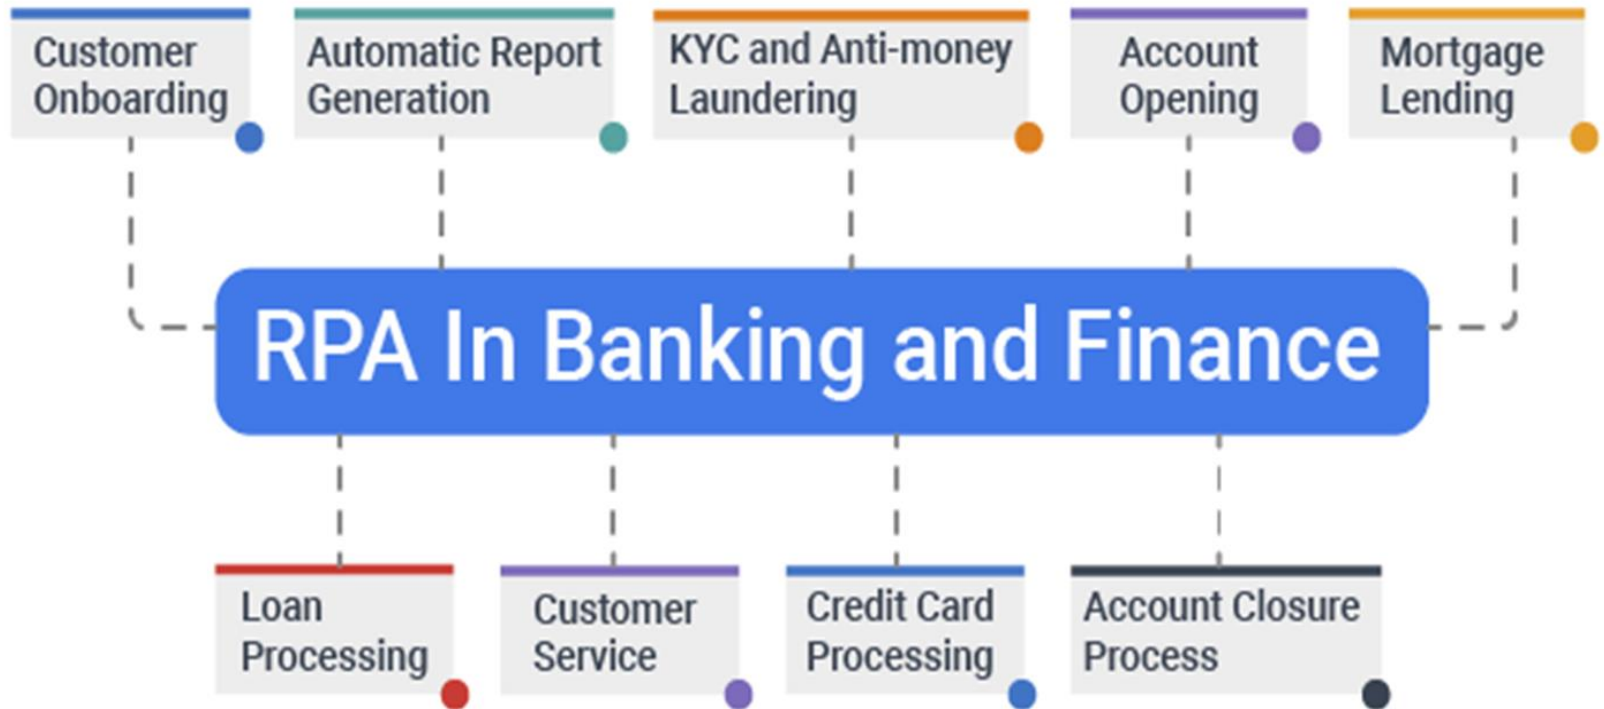 Customer
Onboarding
Automatic Report
Generation
KYC and Anti-money
Laundering
Account
Opening
Mortgage
Lending
RPA In Banking and Finance
Loan
Processing
Customer
Service
Credit Card
Processing
Account Closure
Process